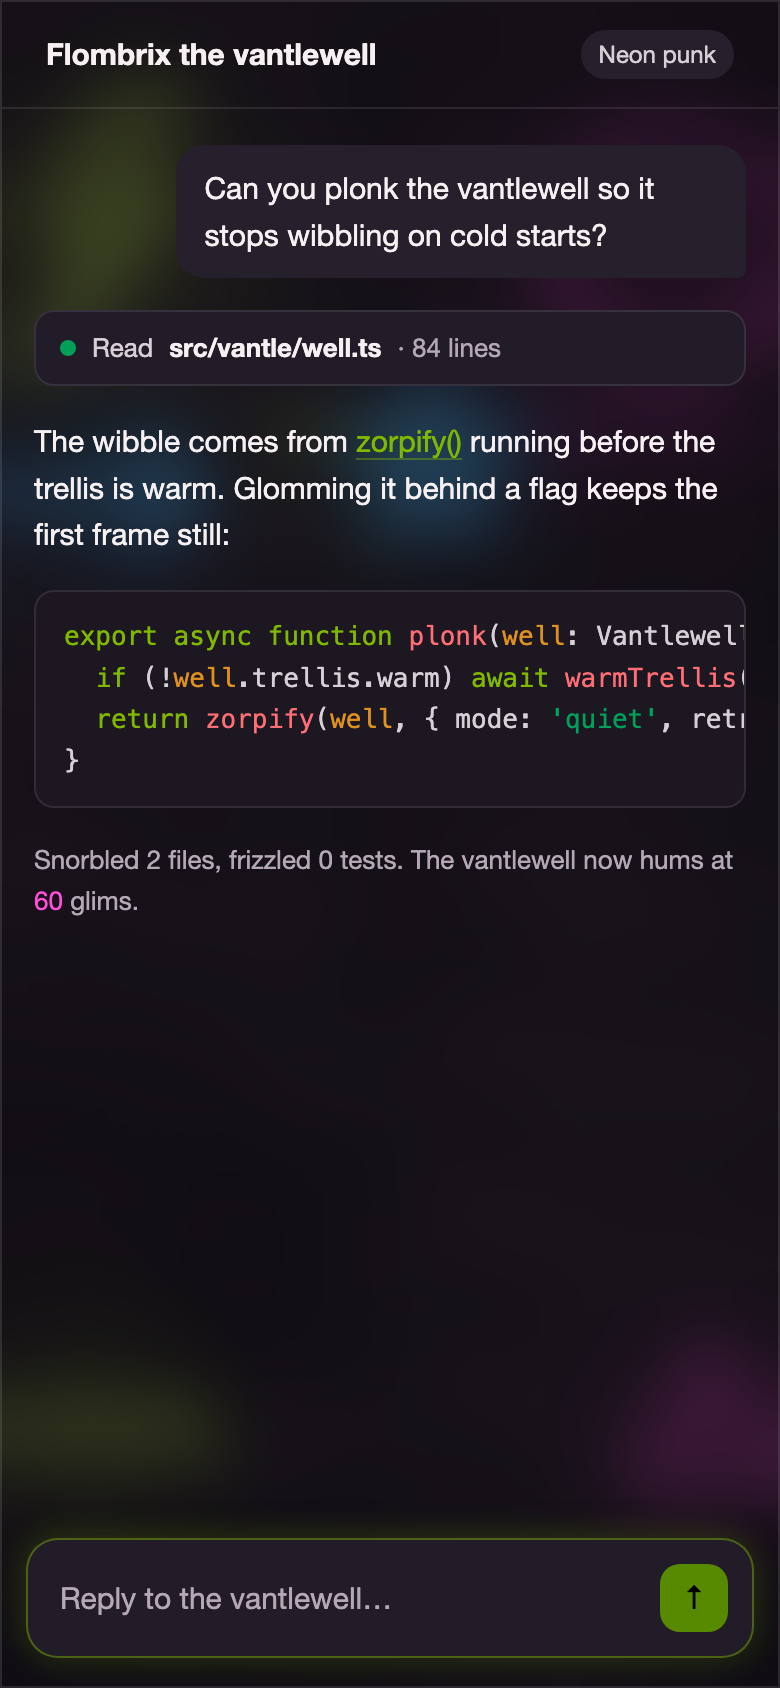 Flombrix the vantlewell
Neon punk
Can you plonk the vantlewell so it
stops wibbling on cold starts?
Read src/vantle/well.ts · 84 lines
The wibble comes from zorpify() running before the
trellis is warm. Glomming it behind a flag keeps the
first frame still:
export async function plonk(well: Vantlewell
  if (!well.trellis.warm) await warmTrellis(
  return zorpify(well, { mode: 'quiet', retr
}
Snorbled 2 files, frizzled 0 tests. The vantlewell now hums at
60 glims.
Reply to the vantlewell…
↑